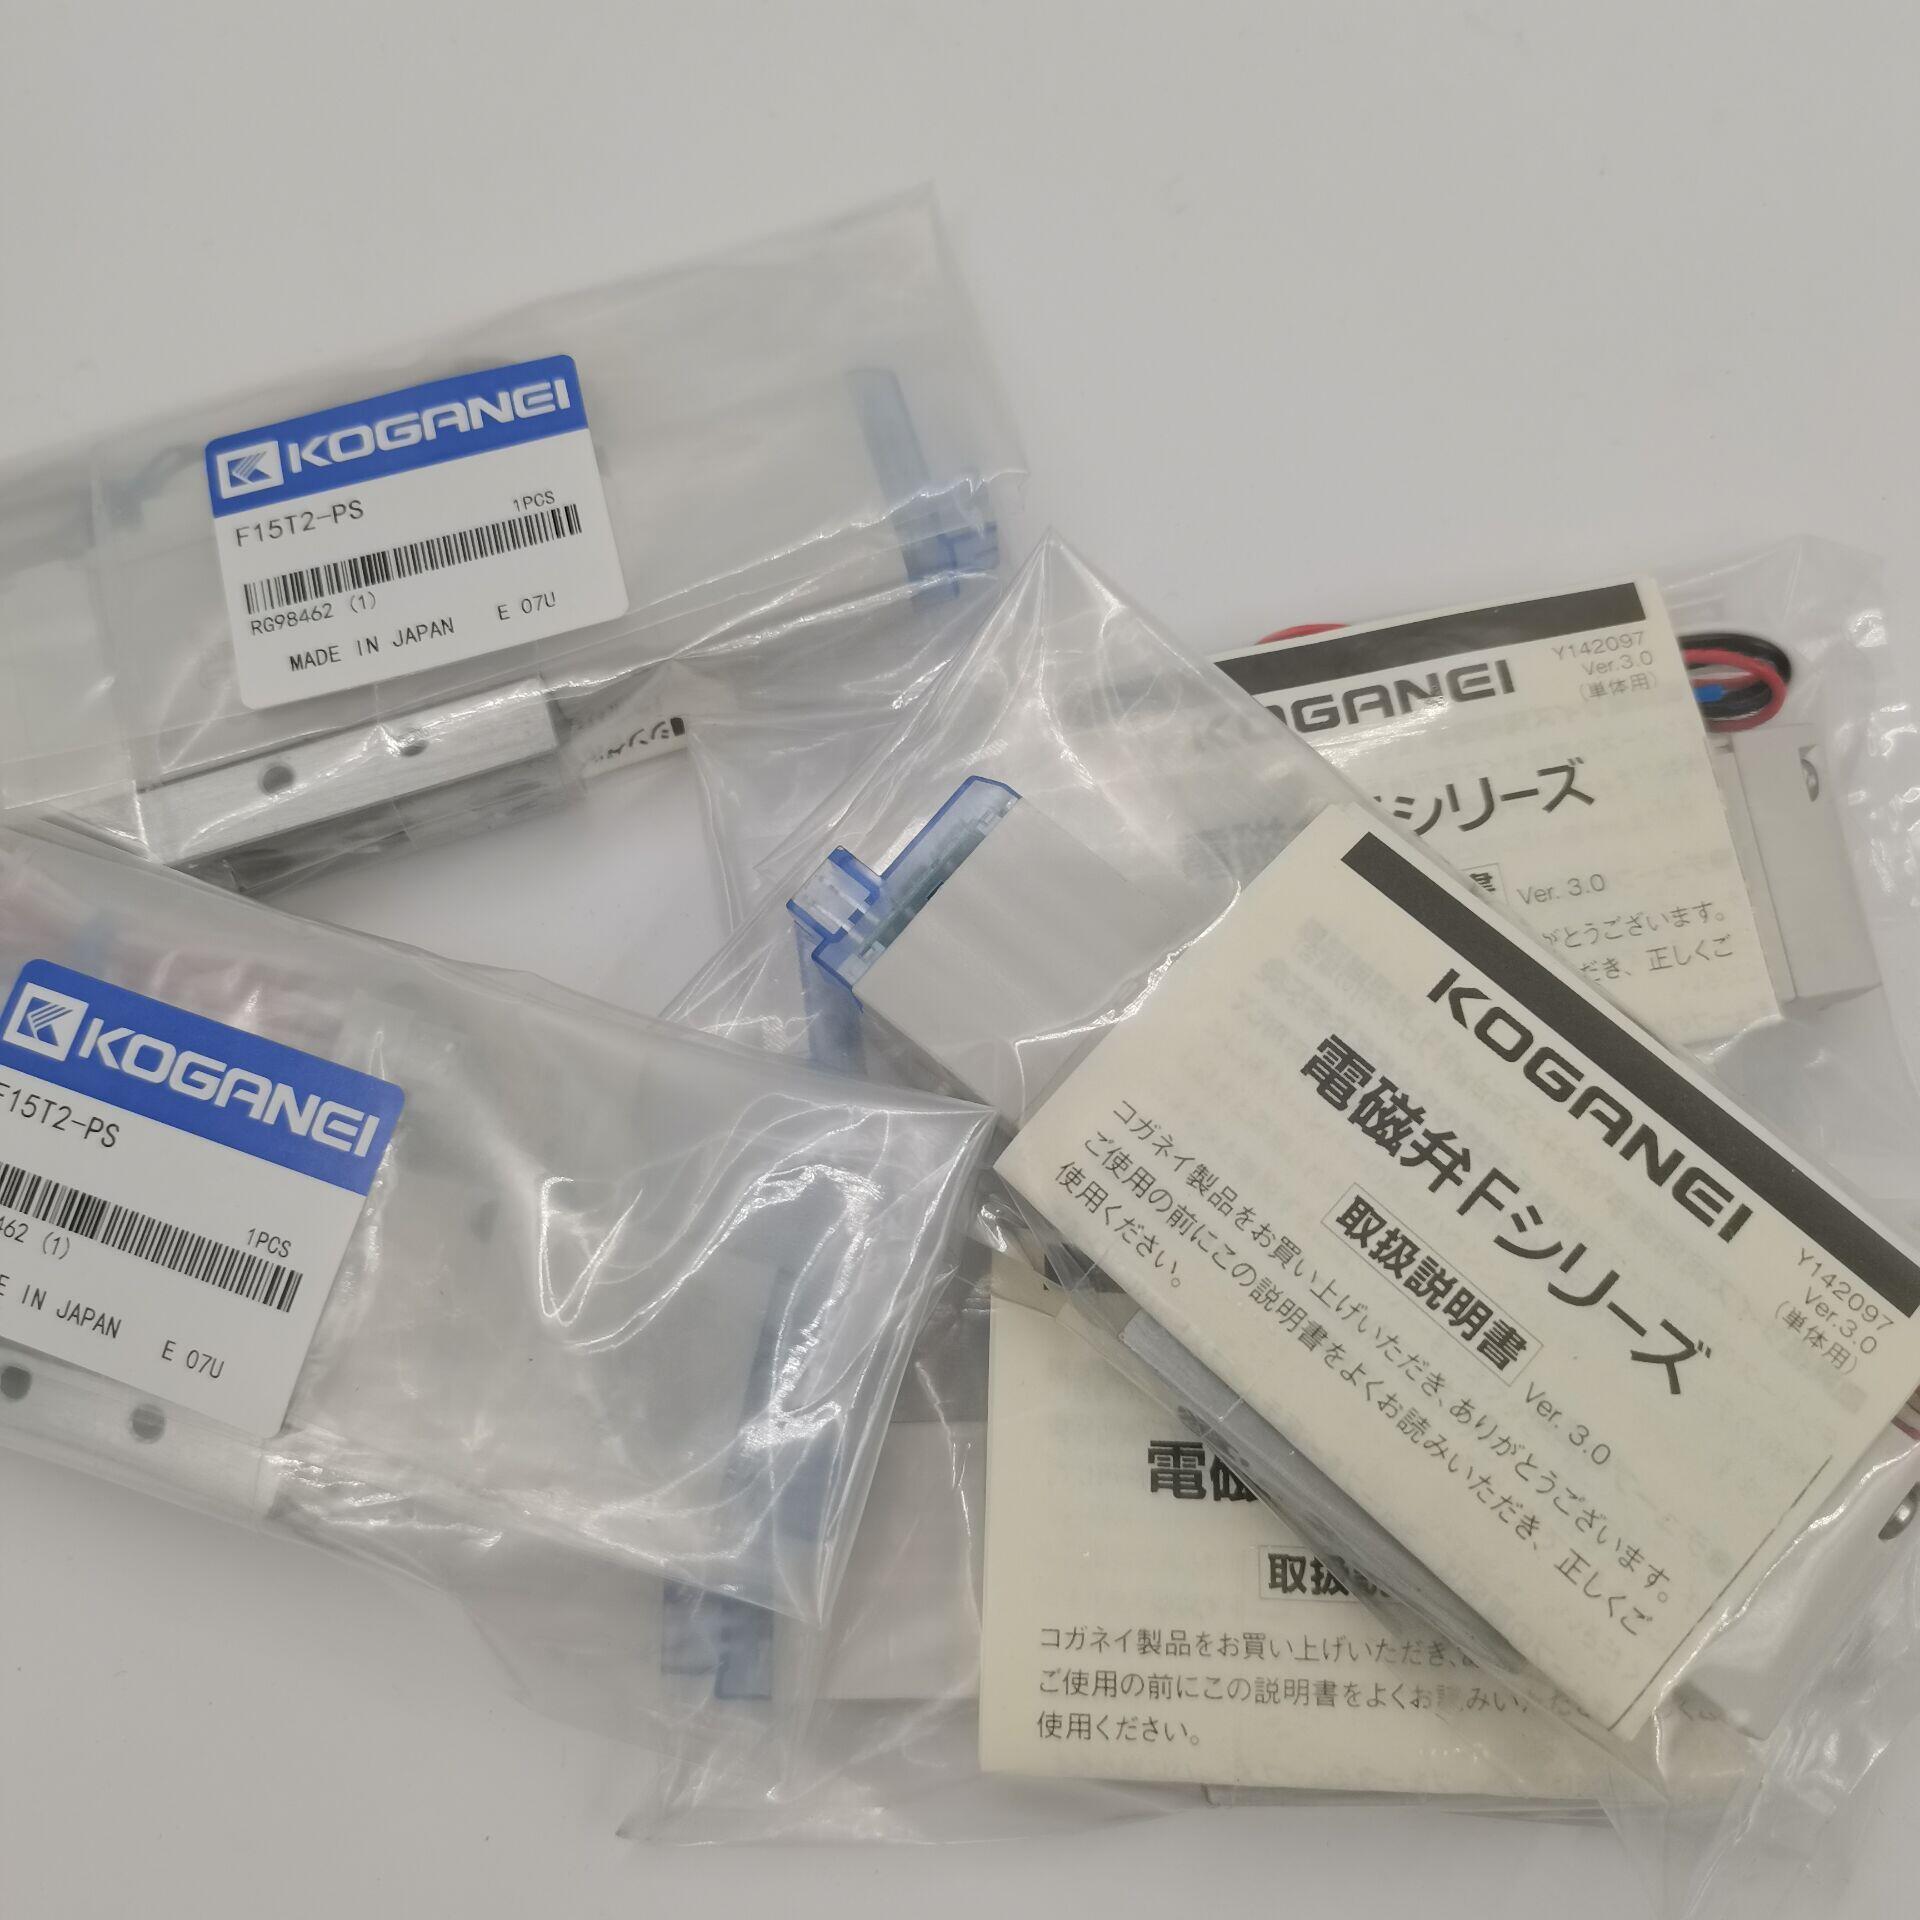 KOGANEI
F15T2-PS
1PCS
RG98462 (1)
MADE IN JAPAN E 07U
KOGANEI
F15T2-PS
1PCS
462 (1)
E IN JAPAN E 07U
Y142097
Ver.3.0
(単体用)
KOGANEI
シリーズ
書 Ver. 3.0
がとうございます。
だき、正しくご
KOGANEI
Y142097
Ver.3.0
(単体用)
電磁弁Fシリーズ
取扱説明書 Ver. 3.0
コガネイ製品をお買い上げいただき、ありがとうございます。
ご使用の前にこの説明書をよくお読みいただき、正しくご
使用ください。
電磁
取扱
コガネイ製品をお買い上げいただき、
ご使用の前にこの説明書をよくお読みいただ
使用ください。